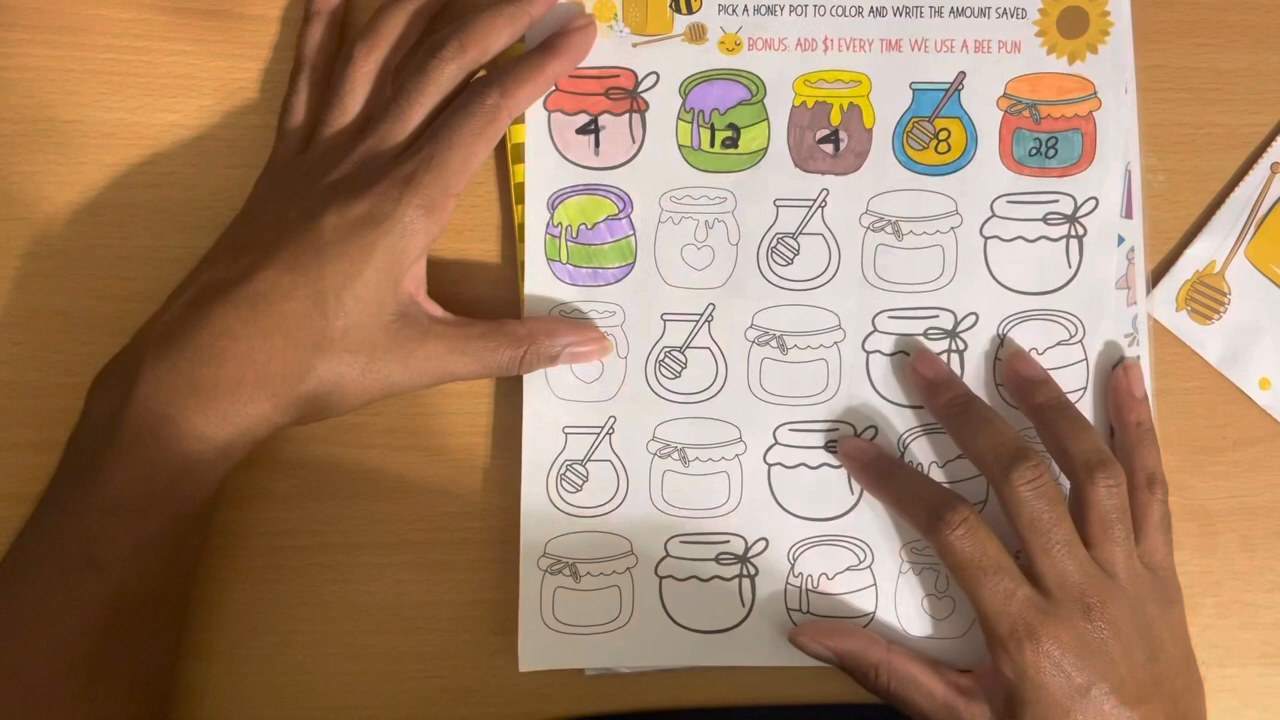 PICK A HONEY POT TO COLOR AND WRITE THE AMOUNT SAVED.
BONUS: ADD $1 EVERY TIME WE USE A BEE PUN
4 12 4 8 28